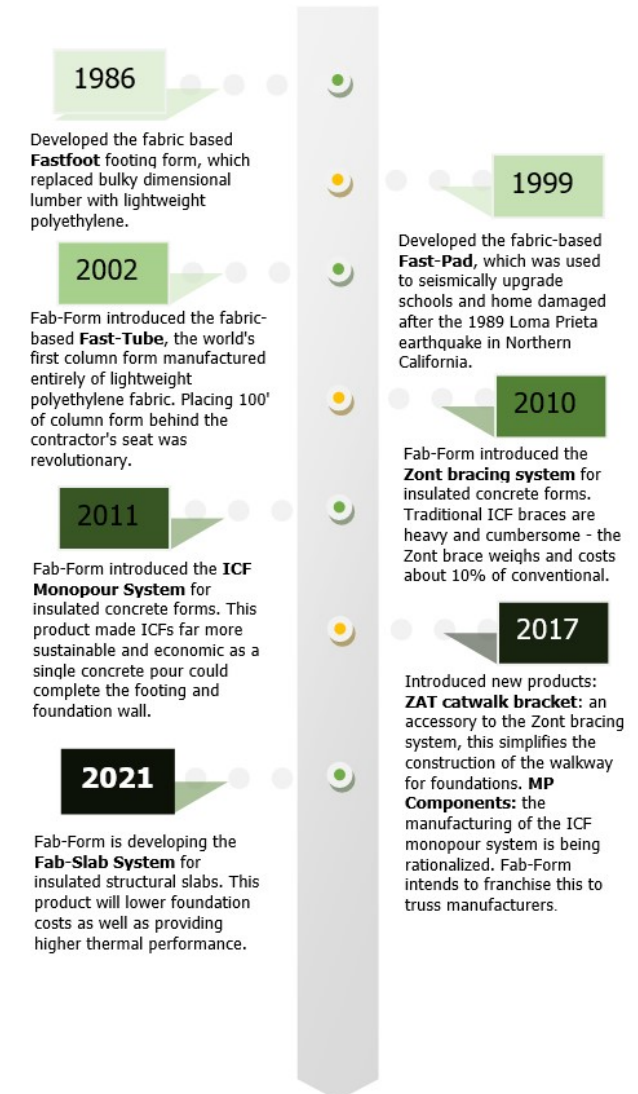 1986
Developed the fabric based
Fastfoot footing form, which
replaced bulky dimensional
lumber with lightweight
polyethylene.
1999
Developed the fabric-based
Fast-Pad, which was used
to seismically upgrade
schools and home damaged
after the 1989 Loma Prieta
earthquake in Northern
California.
2002
Fab-Form introduced the fabric-
based Fast-Tube, the world's
first column form manufactured
entirely of lightweight
polyethylene fabric. Placing 100'
of column form behind the
contractor's seat was
revolutionary.
2010
Fab-Form introduced the
Zont bracing system for
insulated concrete forms.
Traditional ICF braces are
heavy and cumbersome - the
Zont brace weighs and costs
about 10% of conventional.
2011
Fab-Form introduced the ICF
Monopour System for
insulated concrete forms. This
product made ICFs far more
sustainable and economic as a
single concrete pour could
complete the footing and
foundation wall.
2017
Introduced new products:
ZAT catwalk bracket: an
accessory to the Zont bracing
system, this simplifies the
construction of the walkway
for foundations. MP
Components: the
manufacturing of the ICF
monopour system is being
rationalized. Fab-Form
intends to franchise this to
truss manufacturers.
2021
Fab-Form is developing the
Fab-Slab System for
insulated structural slabs. This
product will lower foundation
costs as well as providing
higher thermal performance.